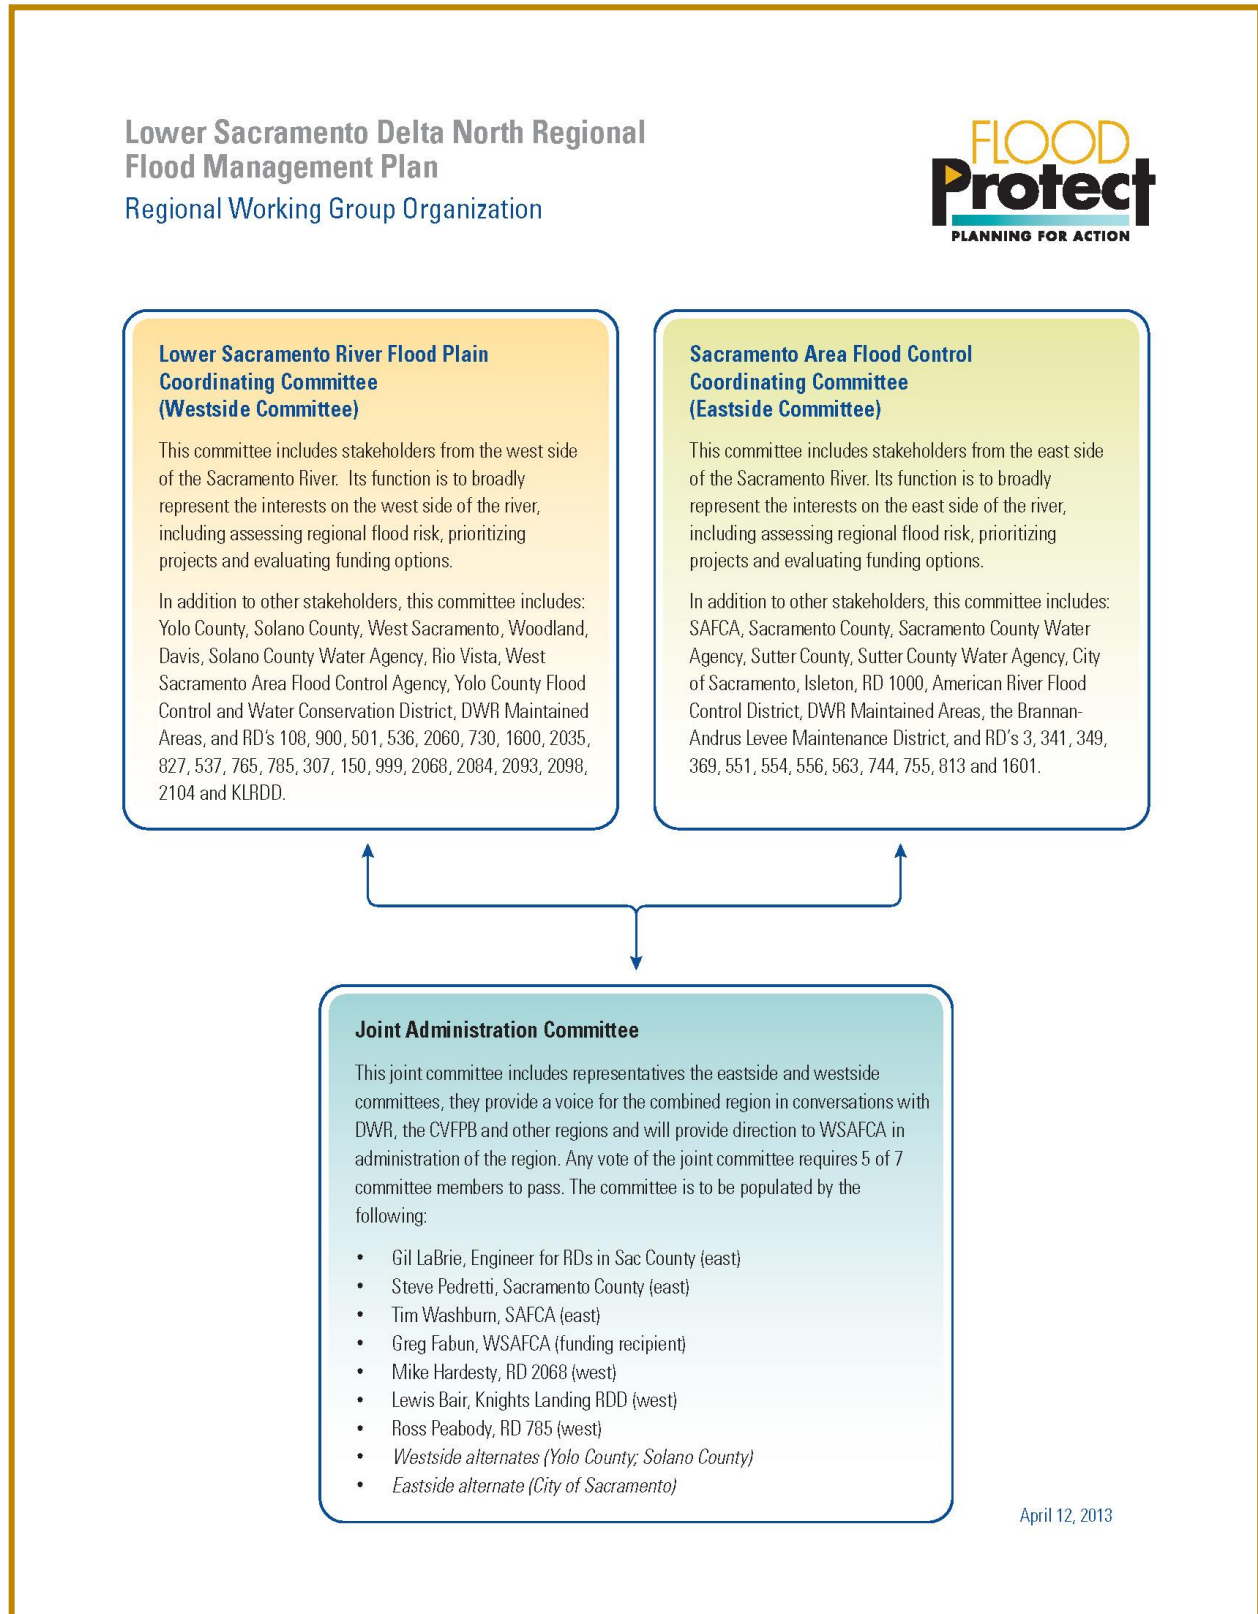 Lower Sacramento Delta North Regional
Flood Management Plan
Regional Working Group Organization
FLOOD
Protect
PLANNING FOR ACTION
Lower Sacramento River Flood Plain
Coordinating Committee
(Westside Committee)
This committee includes stakeholders from the west side
of the Sacramento River. Its function is to broadly
represent the interests on the west side of the river,
including assessing regional flood risk, prioritizing
projects and evaluating funding options.
In addition to other stakeholders, this committee includes:
Yolo County, Solano County, West Sacramento, Woodland,
Davis, Solano County Water Agency, Rio Vista, West
Sacramento Area Flood Control Agency, Yolo County Flood
Control and Water Conservation District, DWR Maintained
Areas, and RD's 108, 900, 501, 536, 2060, 730, 1600, 2035,
827, 537, 765, 785, 307, 150, 999, 2068, 2084, 2093, 2098,
2104 and KLRDD.
Sacramento Area Flood Control
Coordinating Committee
(Eastside Committee)
This committee includes stakeholders from the east side
of the Sacramento River. Its function is to broadly
represent the interests on the east side of the river,
including assessing regional flood risk, prioritizing
projects and evaluating funding options.
In addition to other stakeholders, this committee includes:
SAFCA, Sacramento County, Sacramento County Water
Agency, Sutter County, Sutter County Water Agency, City
of Sacramento, Isleton, RD 1000, American River Flood
Control District, DWR Maintained Areas, the Brannan-
Andrus Levee Maintenance District, and RD's 3, 341, 349,
369, 551, 554, 556, 563, 744, 755, 813 and 1601.
Joint Administration Committee
This joint committee includes representatives the eastside and westside
committees, they provide a voice for the combined region in conversations with
DWR, the CVFPB and other regions and will provide direction to WSAFCA in
administration of the region. Any vote of the joint committee requires 5 of 7
committee members to pass. The committee is to be populated by the
following:
• Gil LaBrie, Engineer for RDs in Sac County (east)
• Steve Pedretti, Sacramento County (east)
• Tim Washburn, SAFCA (east)
• Greg Fabun, WSAFCA (funding recipient)
• Mike Hardesty, RD 2068 (west)
• Lewis Bair, Knights Landing RDD (west)
• Ross Peabody, RD 785 (west)
• Westside alternates (Yolo County; Solano County)
• Eastside alternate (City of Sacramento)
April 12, 2013